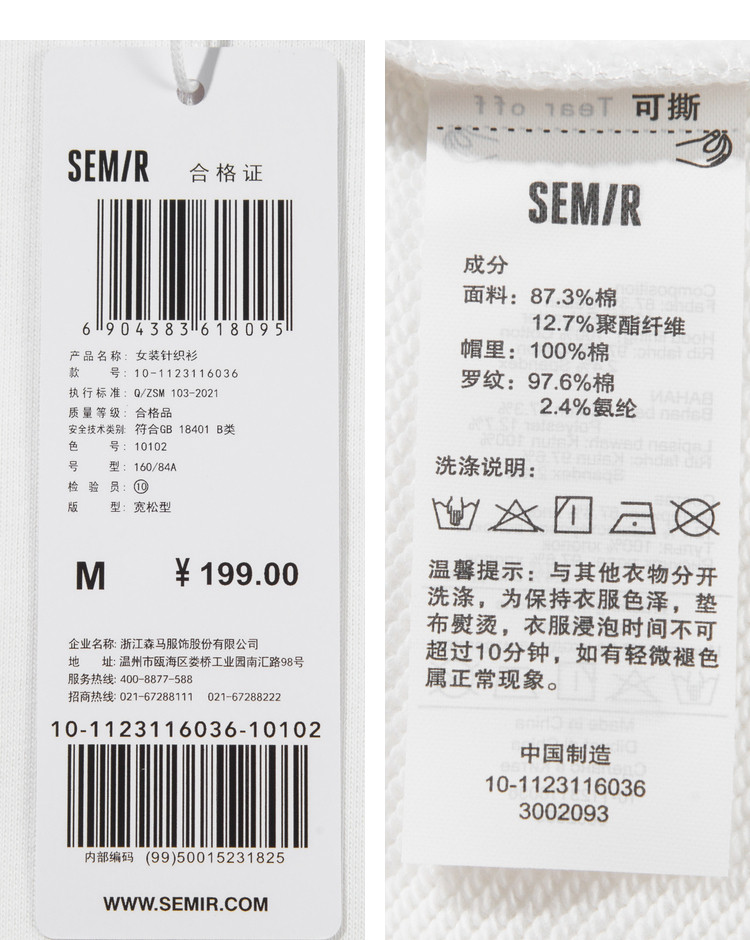 SEMIR 合格证
6 904383 618095
产品名称: 女装针织衫
款 号: 10-1123116036
执行标准: Q/ZSM 103-2021
质量等级: 合格品
安全技术类别: 符合GB 18401 B类
色 号: 10102
号 型: 160/84A
检 验 员: ⑩
版 型: 宽松型
M ¥ 199.00
企业名称: 浙江森马服饰股份有限公司
地 址: 温州市瓯海区娄桥工业园南汇路98号
服务热线: 400-8877-588
招商热线: 021-67288111 021-67288222
10-1123116036-10102
内部编码 (99)50015231825
WWW.SEMIR.COM
Tear off 可撕
SEMIR
成分
面料: 87.3%棉
12.7%聚酯纤维
帽里: 100%棉
罗纹: 97.6%棉
2.4%氨纶
洗涤说明:
温馨提示: 与其他衣物分开
洗涤, 为保持衣服色泽, 垫
布熨烫, 衣服浸泡时间不可
超过10分钟, 如有轻微褪色
属正常现象。
中国制造
10-1123116036
3002093